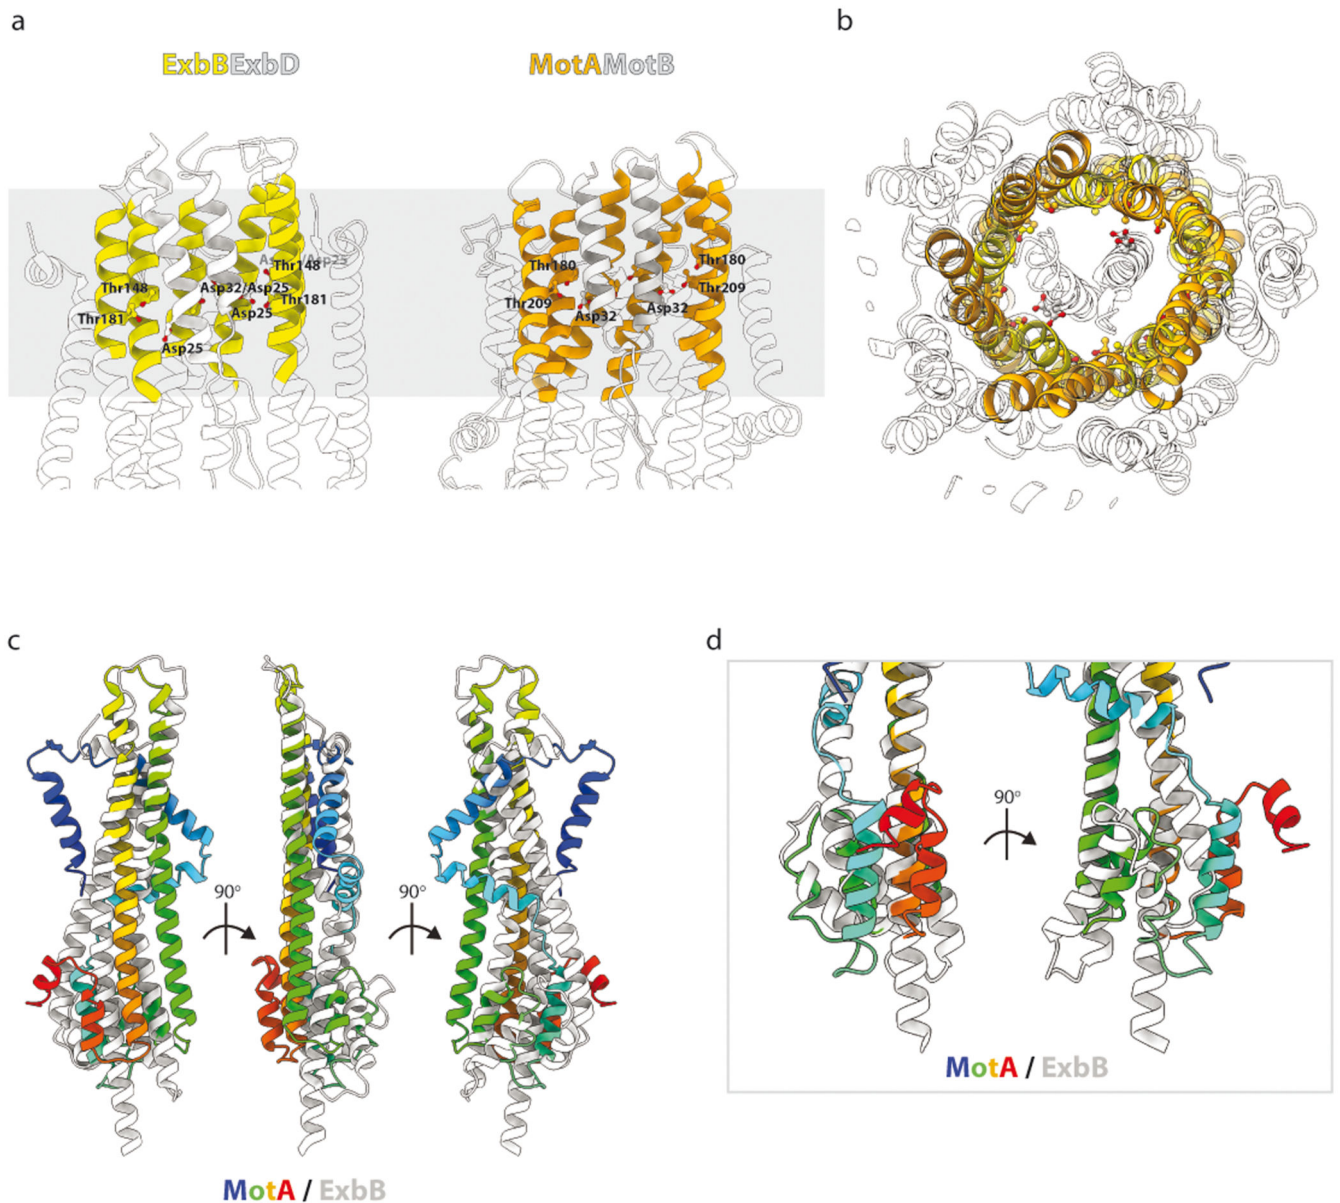 a
b
ExbBExbD
MotAMotB
Thr148
Asp25
Thr148
Thr180
Thr180
Asp32/Asp25
Thr181
Thr209
Thr209
Thr181
Asp25
Asp32
Asp32
Asp25
c
d
90°
90°
90°
MotA / ExbB
MotA / ExbB